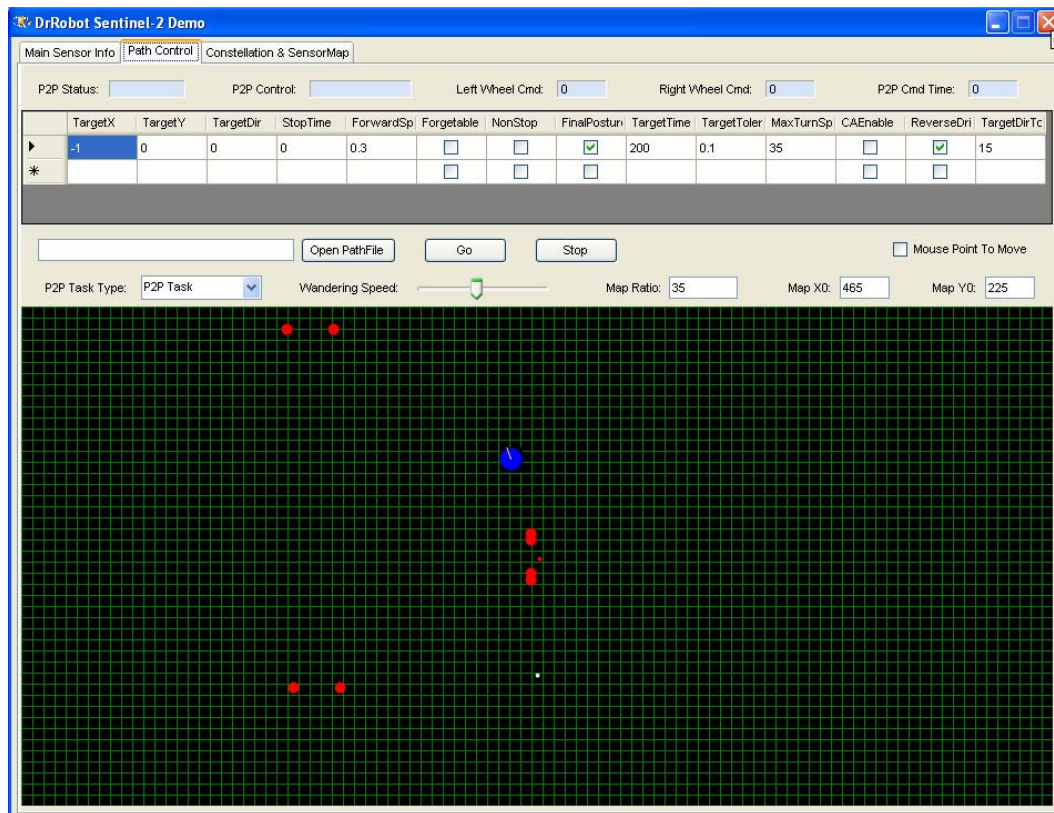 DrRobot Sentinel-2 Demo
Main Sensor Info Path Control Constellation & SensorMap
P2P Status: P2P Control: Left Wheel Cmd: 0 Right Wheel Cmd: 0 P2P Cmd Time: 0
TargetX TargetY TargetDir StopTime ForwardSp Forgetable NonStop FinalPostur TargetTime TargetToler MaxTurnSp CAEnable ReverseDri TargetDirTc
-1 0 0 0 0.3 200 0.1 35 15
Open PathFile Go Stop Mouse Point To Move
P2P Task Type: P2P Task Wandering Speed: Map Ratio: 35 Map X0: 465 Map Y0: 225